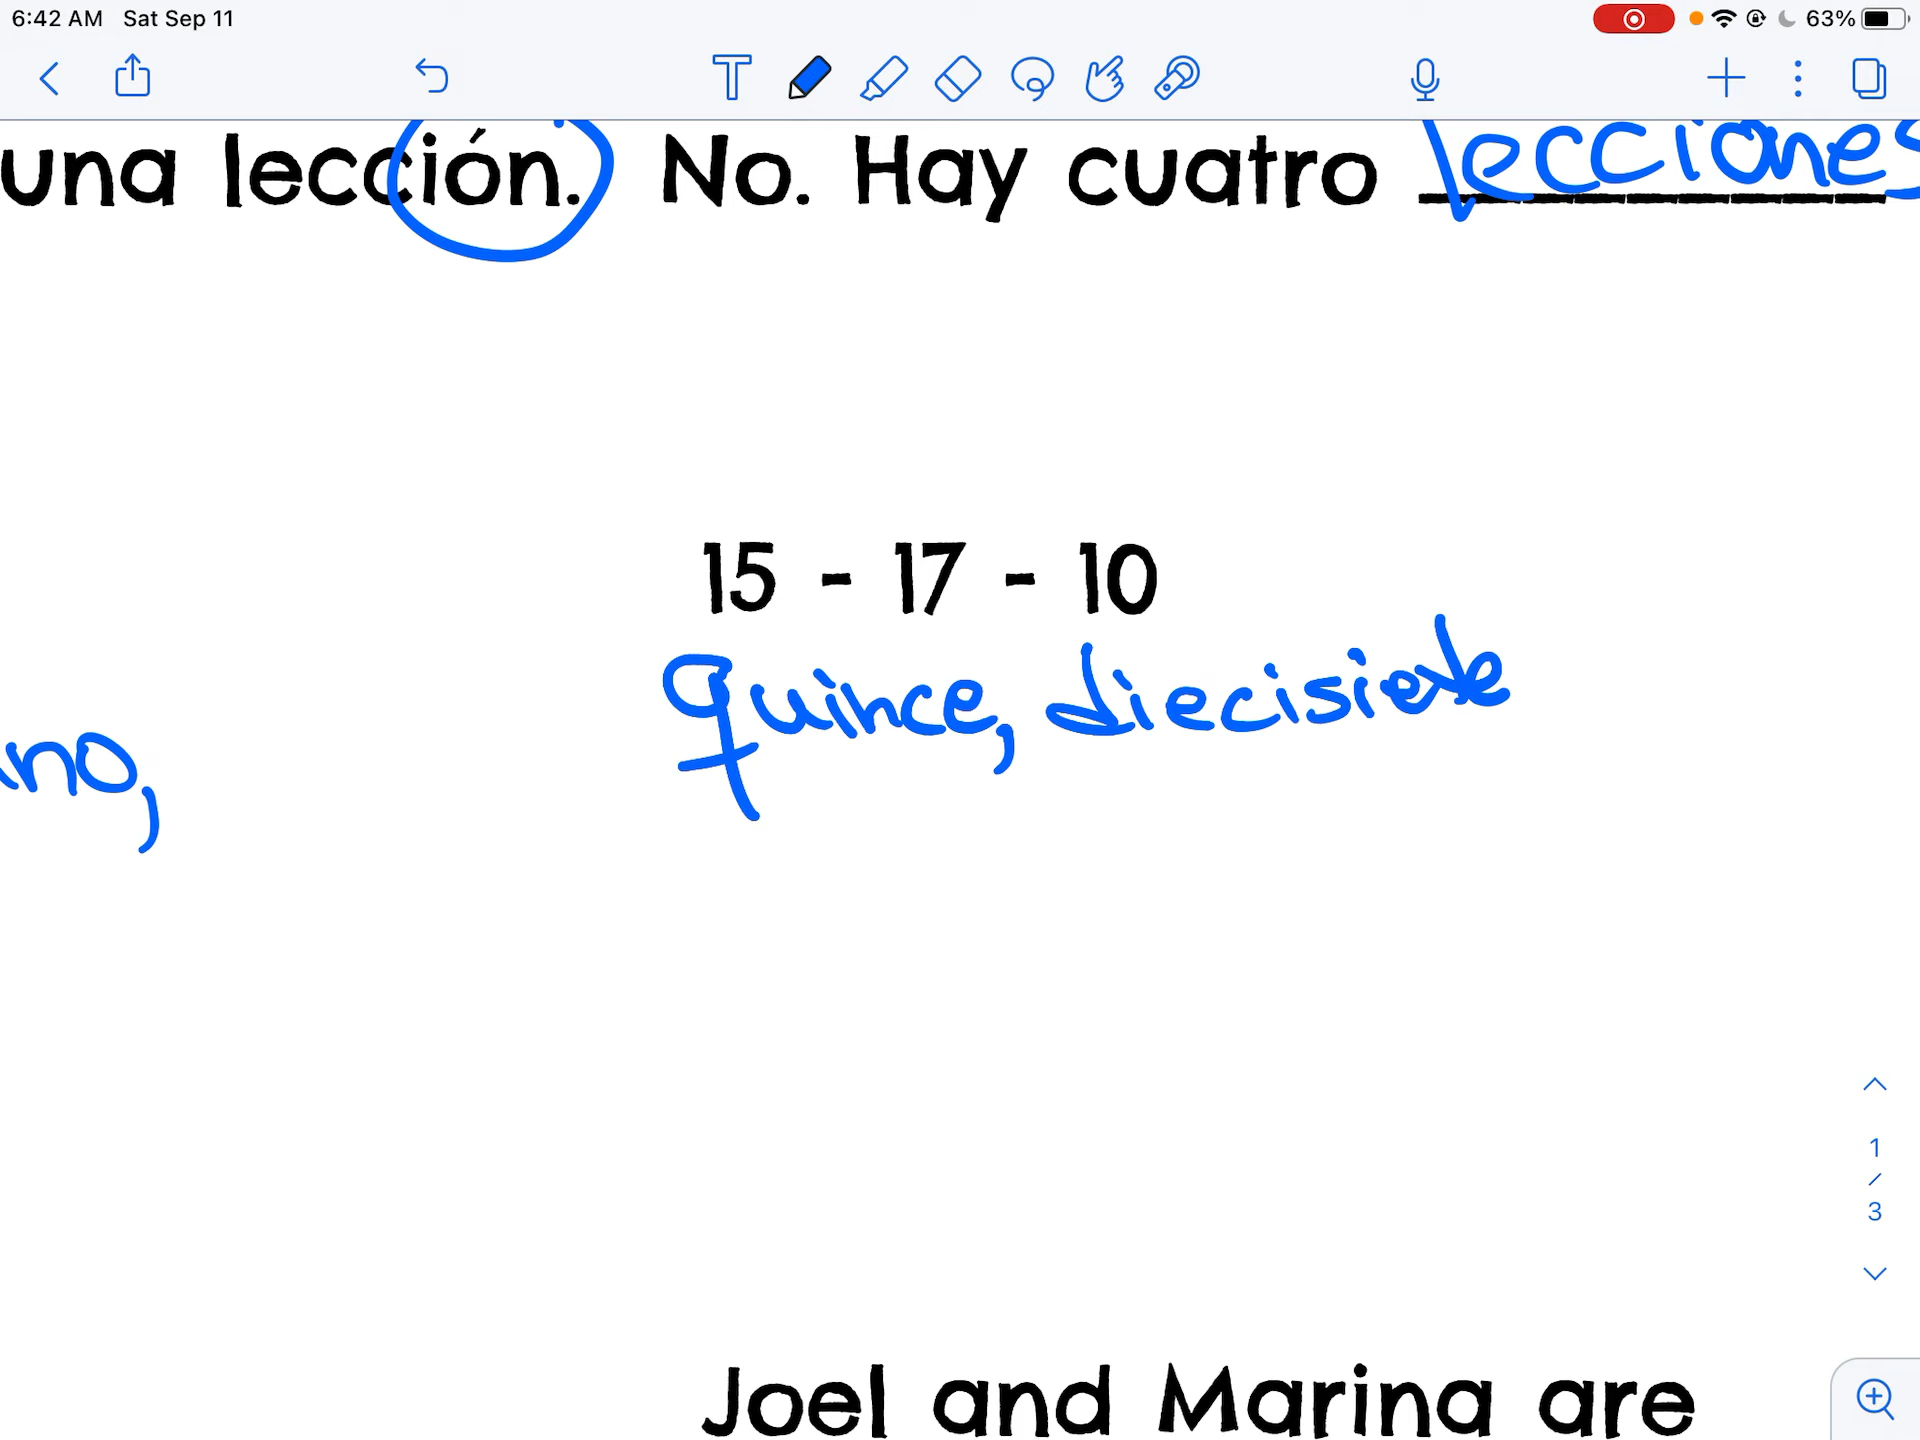 6:42 AM Sat Sep 11 63%
una lección. No. Hay cuatro lecciones
15 - 17 - 10
quince, diecisiete
no,
1
/
3
Joel and Marina are